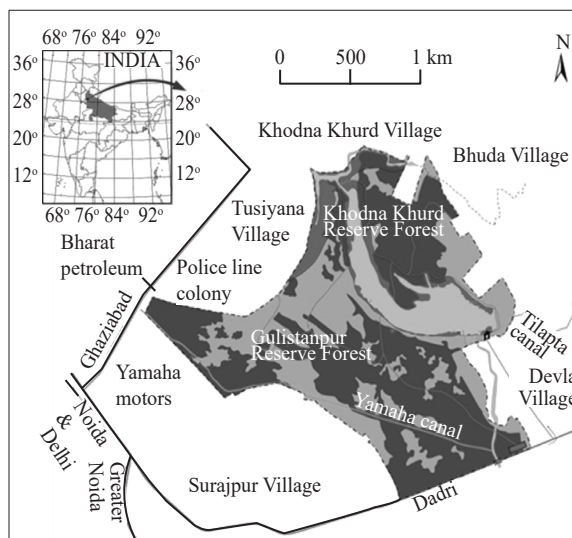 68° 76° 84° 92°
INDIA
36°
28°
20°
12°
36°
28°
20°
12°
68° 76° 84° 92°
0 500 1 km
N
Khodna Khurd Village
Bhuda Village
Tusiyana
Village
Khodna Khurd
Reserve Forest
Bharat
petroleum
Police line
colony
Ghaziabad
Gulistanpur
Reserve Forest
Tilapta
canal
Devla
Village
Yamaha
motors
Yamaha canal
Noida
& Delhi
Greater
Noida
Surajpur Village
Dadri